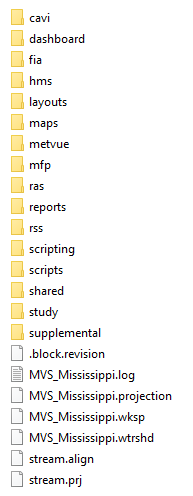 cavi
dashboard
fia
hms
layouts
maps
metvue
mfp
ras
reports
rss
scripting
scripts
shared
study
supplemental
.block.revision
MVS_Mississippi.log
MVS_Mississippi.projection
MVS_Mississippi.wksp
MVS_Mississippi.wtrshd
stream.align
stream.prj